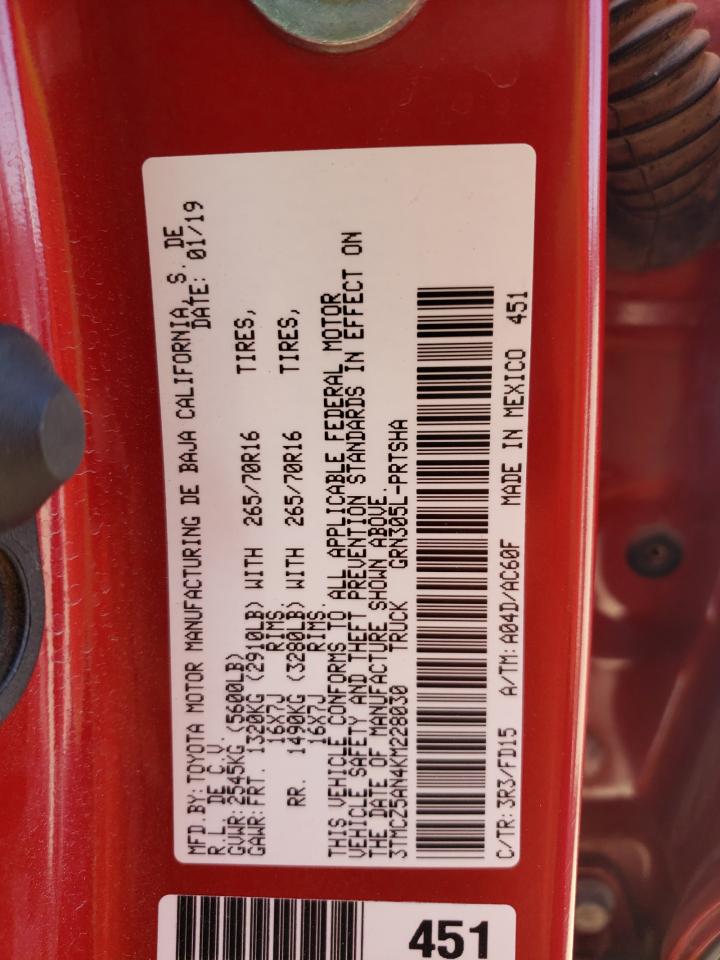 MFD.BY: TOYOTA MOTOR MANUFACTURING DE BAJA CALIFORNIA, S. DE
R.L. DE C.V. DATE: 01/19
GVWR: 2545KG (5600LB)
GAWR: FRT. 1320KG (2910LB) WITH 265/70R16 TIRES,
16X7J RIMS.
RR. 1490KG (3280LB) WITH 265/70R16 TIRES,
16X7J RIMS.
THIS VEHICLE CONFORMS TO ALL APPLICABLE FEDERAL MOTOR
VEHICLE SAFETY AND THEFT PREVENTION STANDARDS IN EFFECT ON
THE DATE OF MANUFACTURE SHOWN ABOVE.
3TMCZ5AN4KM228030 TRUCK GRN305L-PRTSHA
C/TR: 3R3/FD15 A/TM: A04D/AC60F MADE IN MEXICO 451
451